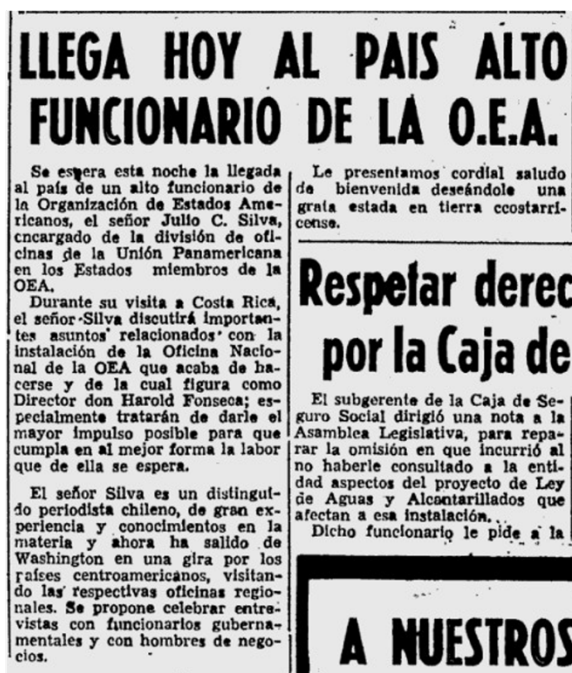 LLEGA HOY AL PAIS ALTO
FUNCIONARIO DE LA O.E.A.
Se espera esta noche la llegada
al país de un alto funcionario de
la Organización de Estados Ame-
ricanos, el señor Julio C. Silva,
encargado de la división de ofi-
cinas de la Unión Panamericana
en los Estados miembros de la
OEA.
Durante su visita a Costa Rica,
el señor Silva discutirá importan-
tes asuntos relacionados con la
instalación de la Oficina Nacio-
nal de la OEA que acaba de ha-
cerse y de la cual figura como
Director don Harold Fonseca; es-
pecialmente tratarán de darle el
mayor impulso posible para que
cumpla en al mejor forma la labor
que de ella se espera.
El señor Silva es un distingui-
do periodista chileno, de gran ex-
periencia y conocimientos en la
materia y ahora ha salido de
Washington en una gira por los
raíses centroamericanos, visitan-
do las respectivas oficinas regio-
nales. Se propone celebrar entre-
vistas con funcionarios guberna-
mentales y con hombres de nego-
cios.
Le presentamos cordial saludo
de bienvenida deseándole una
grata estada en tierra ccostarri-
cense.
Respetar derec
por la Caja de
El subgerente de la Caja de Se-
guro Social dirigió una nota a la
Asamblea Legislativa, para repa-
rar la omisión en que incurrió al
no haberle consultado a la enti-
dad aspectos del proyecto de Ley
de Aguas y Alcantarillados que
afectan a esa instalación...
Dicho funcionario le pide a la
A NUESTROS